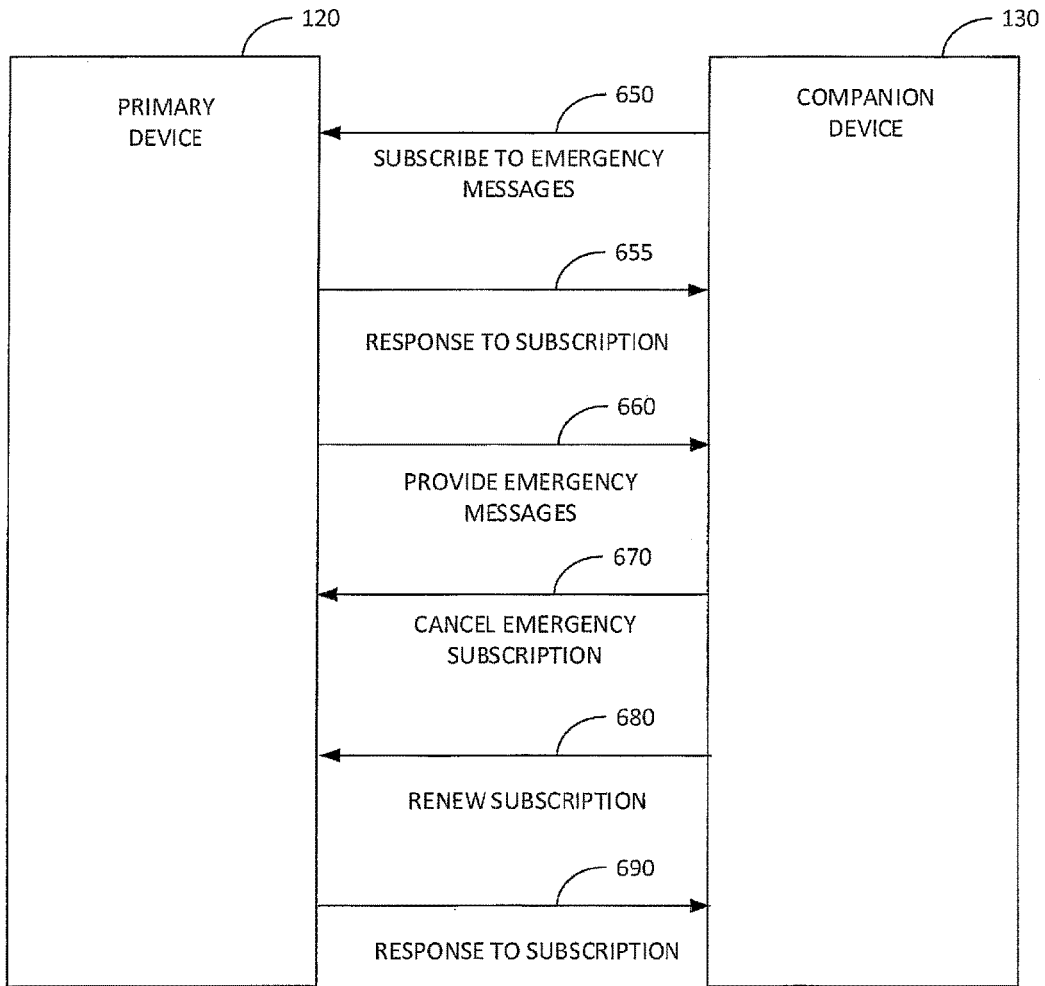 120
130
PRIMARY
DEVICE
COMPANION
DEVICE
650
SUBSCRIBE TO EMERGENCY
MESSAGES
655
RESPONSE TO SUBSCRIPTION
660
PROVIDE EMERGENCY
MESSAGES
670
CANCEL EMERGENCY
SUBSCRIPTION
680
RENEW SUBSCRIPTION
690
RESPONSE TO SUBSCRIPTION